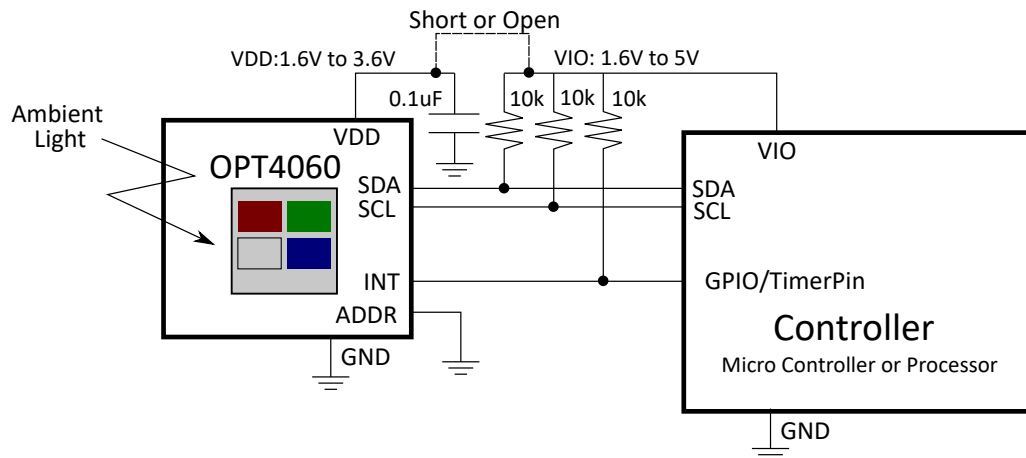 Short or Open
VDD:1.6V to 3.6V
VIO: 1.6V to 5V
0.1uF
10k
10k
10k
Ambient
Light
VDD
OPT4060
SDA
SCL
INT
ADDR
GND
VIO
SDA
SCL
GPIO/TimerPin
Controller
Micro Controller or Processor
GND